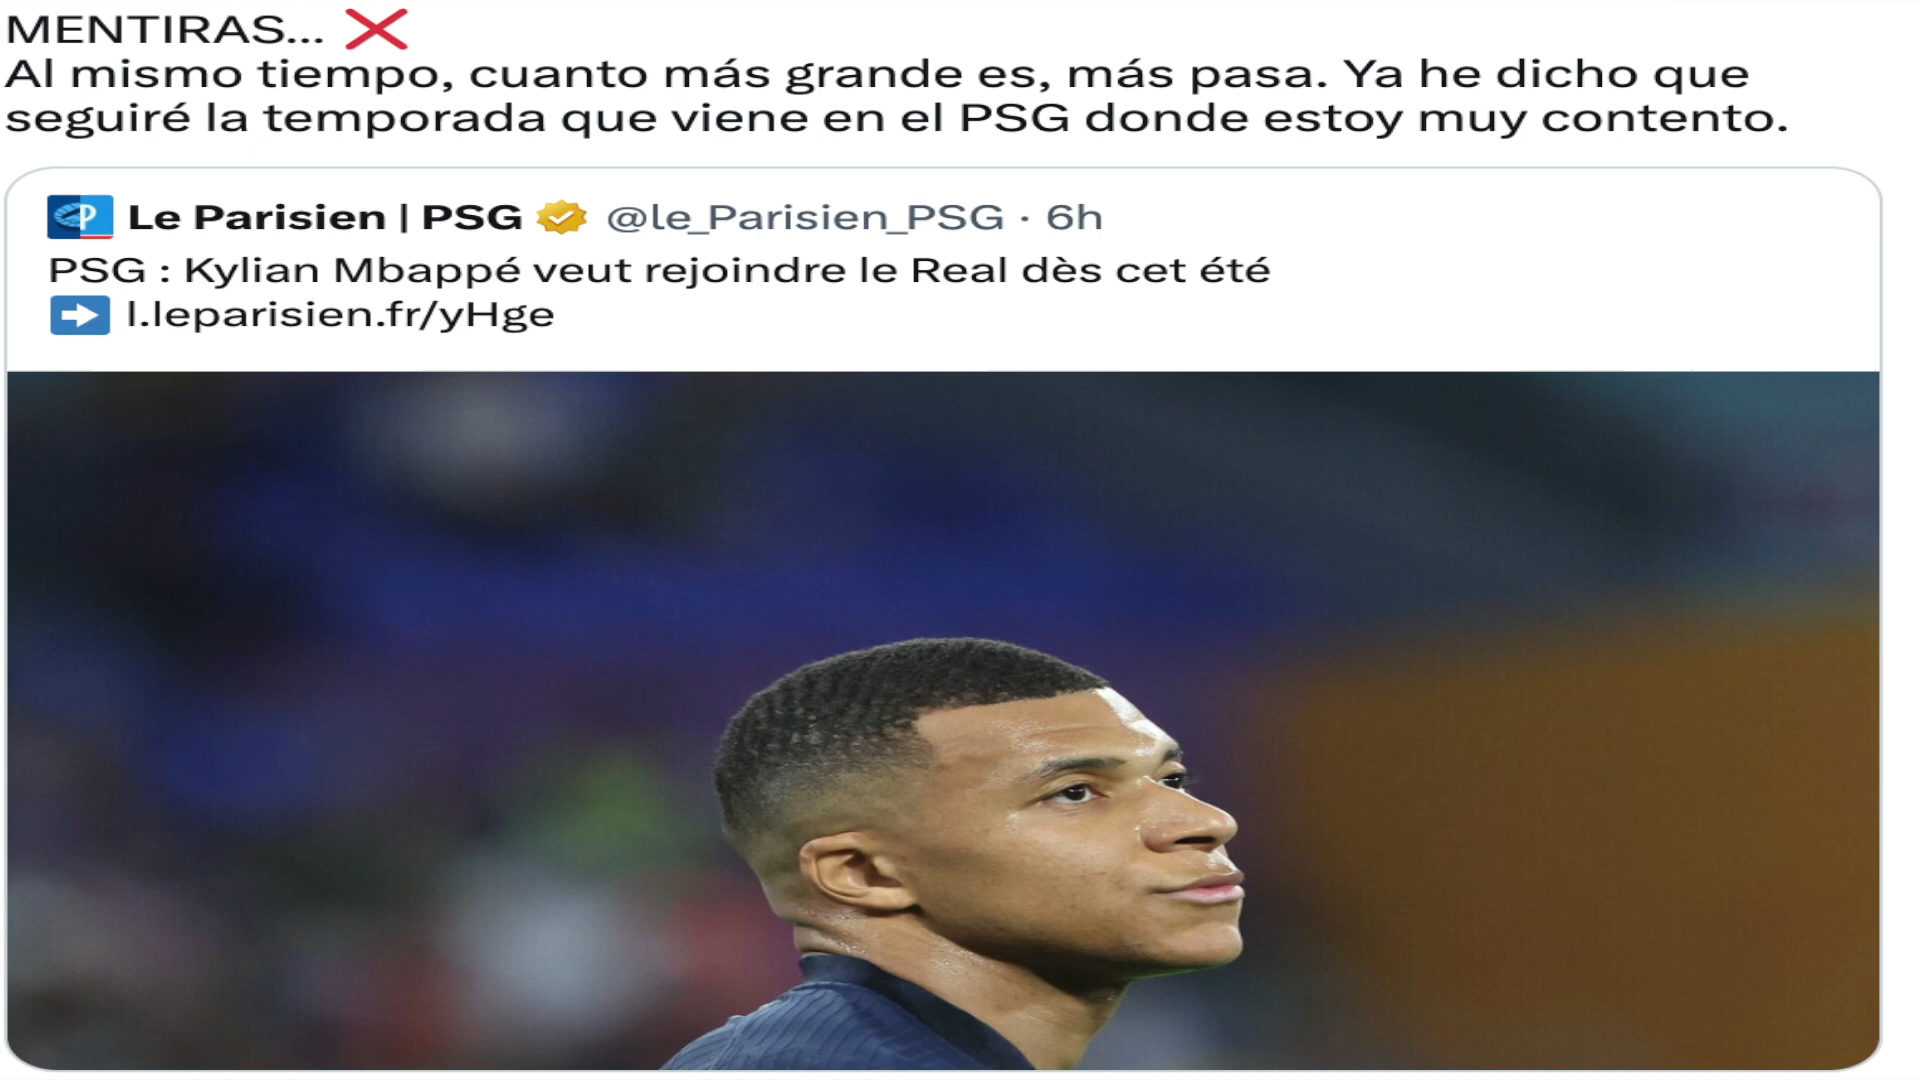 MENTIRAS... ❌
Al mismo tiempo, cuanto más grande es, más pasa. Ya he dicho que
seguiré la temporada que viene en el PSG donde estoy muy contento.
Le Parisien | PSG @le_Parisien_PSG · 6h
PSG : Kylian Mbappé veut rejoindre le Real dès cet été
➡️ l.leparisien.fr/yHge